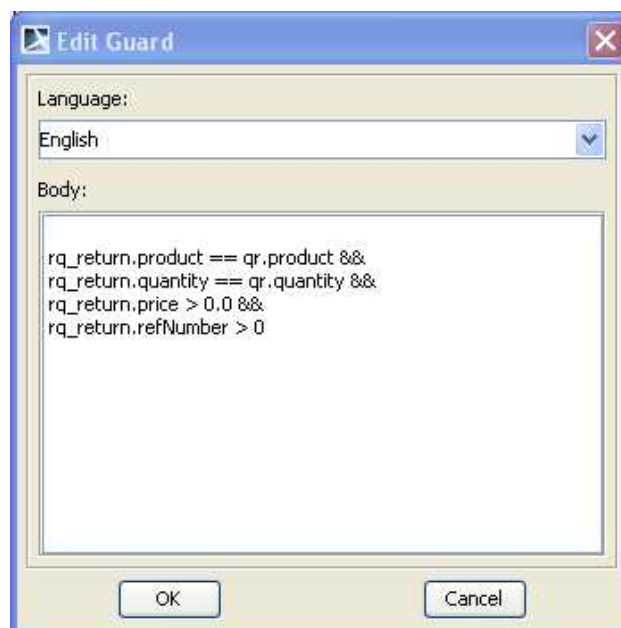 Edit Guard
Language:
English
Body:
rq_return.product == qr.product &&
rq_return.quantity == qr.quantity &&
rq_return.price > 0.0 &&
rq_return.refNumber > 0
OK
Cancel